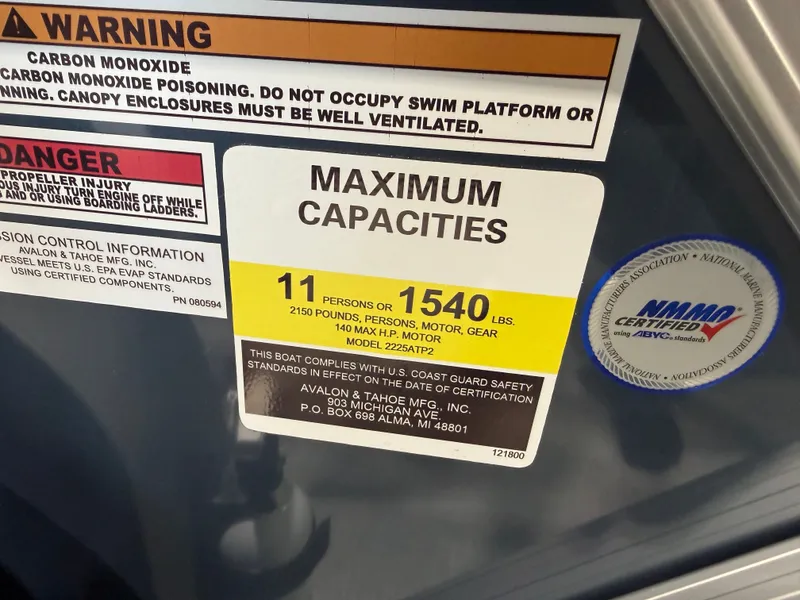 WARNING
CARBON MONOXIDE
CARBON MONOXIDE POISONING. DO NOT OCCUPY SWIM PLATFORM OR
NNING. CANOPY ENCLOSURES MUST BE WELL VENTILATED.
DANGER
PROPELLER INJURY
OUS INJURY TURN ENGINE OFF WHILE
AND OR USING BOARDING LADDERS.
SSION CONTROL INFORMATION
AVALON & TAHOE MFG. INC.
VESSEL MEETS U.S. EPA EVAP STANDARDS
USING CERTIFIED COMPONENTS.
PN 080594
MAXIMUM
CAPACITIES
11 PERSONS OR 1540 LBS.
2150 POUNDS, PERSONS, MOTOR, GEAR
140 MAX H.P. MOTOR
MODEL 2225ATP2
THIS BOAT COMPLIES WITH U.S. COAST GUARD SAFETY
STANDARDS IN EFFECT ON THE DATE OF CERTIFICATION
AVALON & TAHOE MFG., INC.
903 MICHIGAN AVE.
P.O. BOX 698 ALMA, MI 48801
121800
NATIONAL MARINE MANUFACTURERS ASSOCIATION • NATIONAL MARINE MANUFACTURERS ASSOCIATION •
NMMA®
CERTIFIED
using ABYC® standards